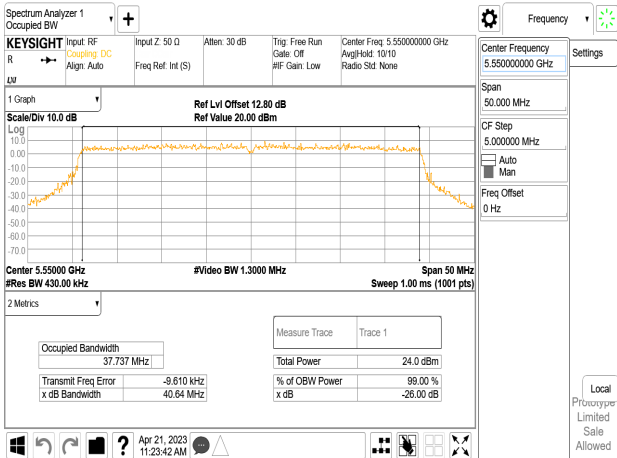 Spectrum Analyzer 1
Occupied BW
Frequency
KEYSIGHT
R
Input: RF
Coupling: DC
Align: Auto
Input Z: 50 Ω
Freq Ref: Int (S)
Atten: 30 dB
Trig: Free Run
Gate: Off
#IF Gain: Low
Center Freq: 5.550000000 GHz
Avg|Hold: 10/10
Radio Std: None
LXI
Center Frequency
5.550000000 GHz
Settings
Span
50.000 MHz
CF Step
5.000000 MHz
Auto
Man
Freq Offset
0 Hz
1 Graph
Scale/Div 10.0 dB
Ref Lvl Offset 12.80 dB
Ref Value 20.00 dBm
Log
10.0
0.00
-10.0
-20.0
-30.0
-40.0
-50.0
-60.0
-70.0
Center 5.55000 GHz
#Res BW 430.00 kHz
#Video BW 1.3000 MHz
Span 50 MHz
Sweep 1.00 ms (1001 pts)
2 Metrics
Measure Trace Trace 1
Occupied Bandwidth
37.737 MHz
Total Power 24.0 dBm
Transmit Freq Error -9.610 kHz
x dB Bandwidth 40.64 MHz
% of OBW Power 99.00 %
x dB -26.00 dB
Local
Prototype
Limited
Sale
Allowed
Apr 21, 2023
11:23:42 AM